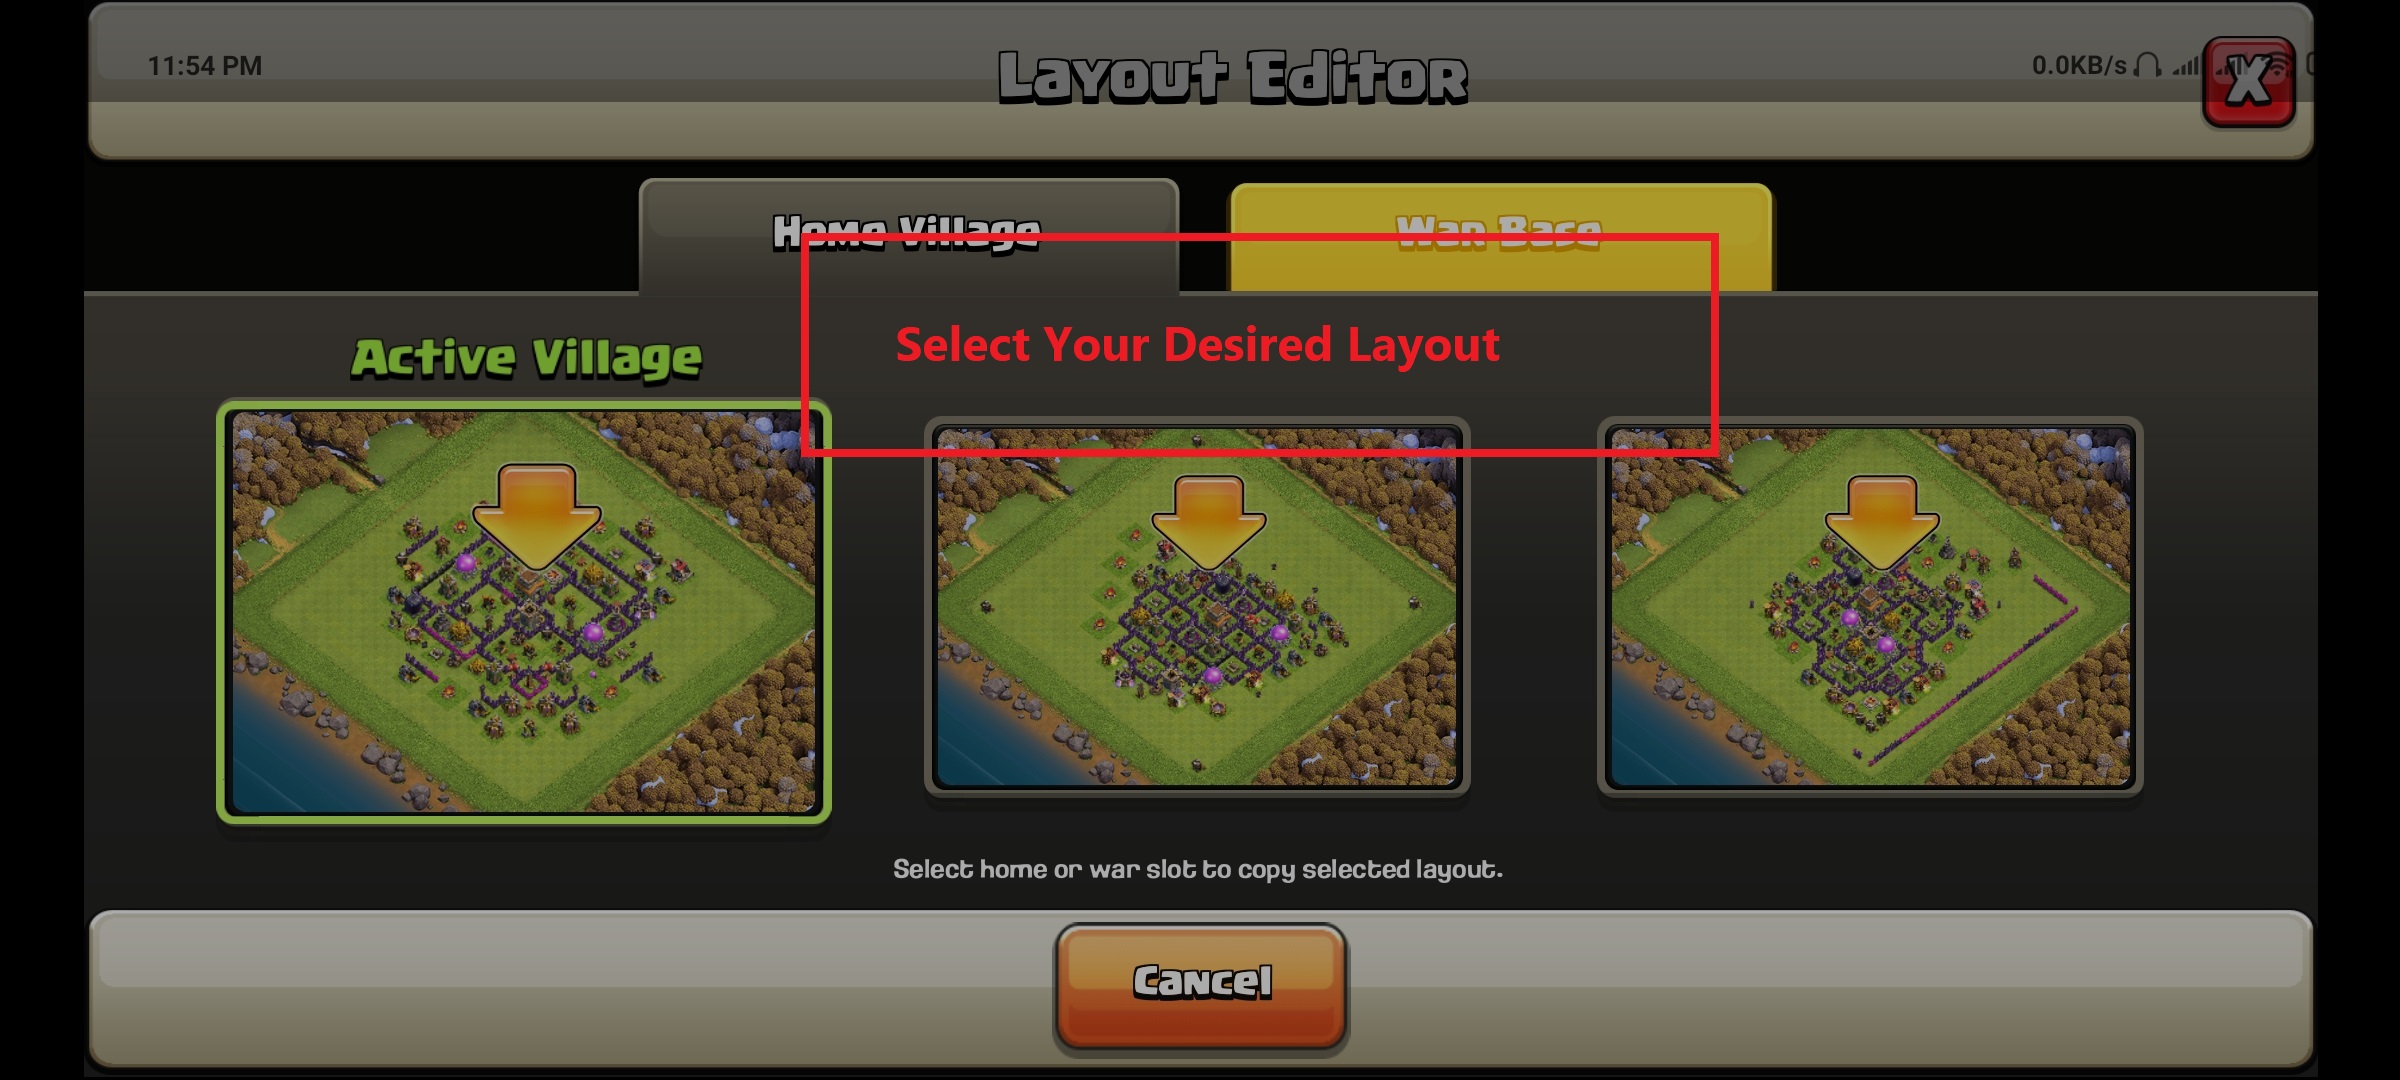 11:54 PM
Layout Editor
0.0KB/s
X
Home Village
War Base
Select Your Desired Layout
Active Village
Select home or war slot to copy selected layout.
Cancel